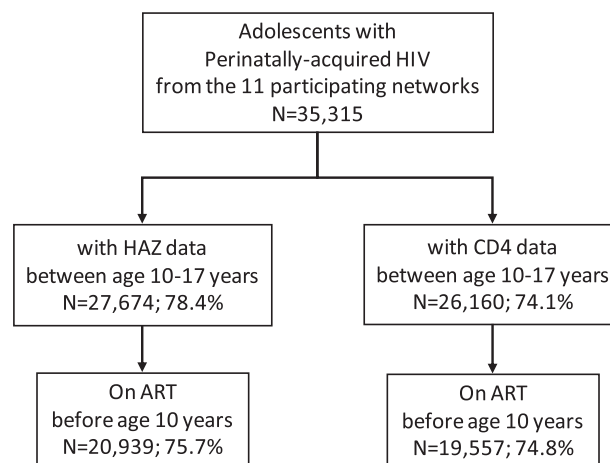 Adolescents with
Perinatally-acquired HIV
from the 11 participating networks
N=35,315
with HAZ data
between age 10-17 years
N=27,674; 78.4%
with CD4 data
between age 10-17 years
N=26,160; 74.1%
On ART
before age 10 years
N=20,939; 75.7%
On ART
before age 10 years
N=19,557; 74.8%